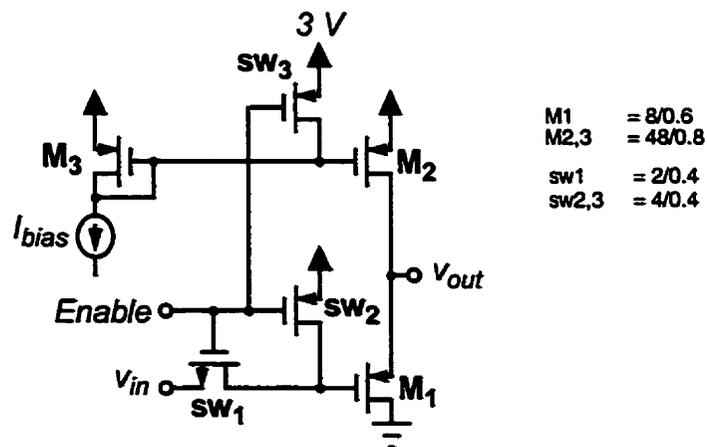 3 V
sw3
M3
M2
Ibias
vout
Enable
sw2
vin
sw1
M1
M1 = 8/0.6
M2,3 = 48/0.8
sw1 = 2/0.4
sw2,3 = 4/0.4